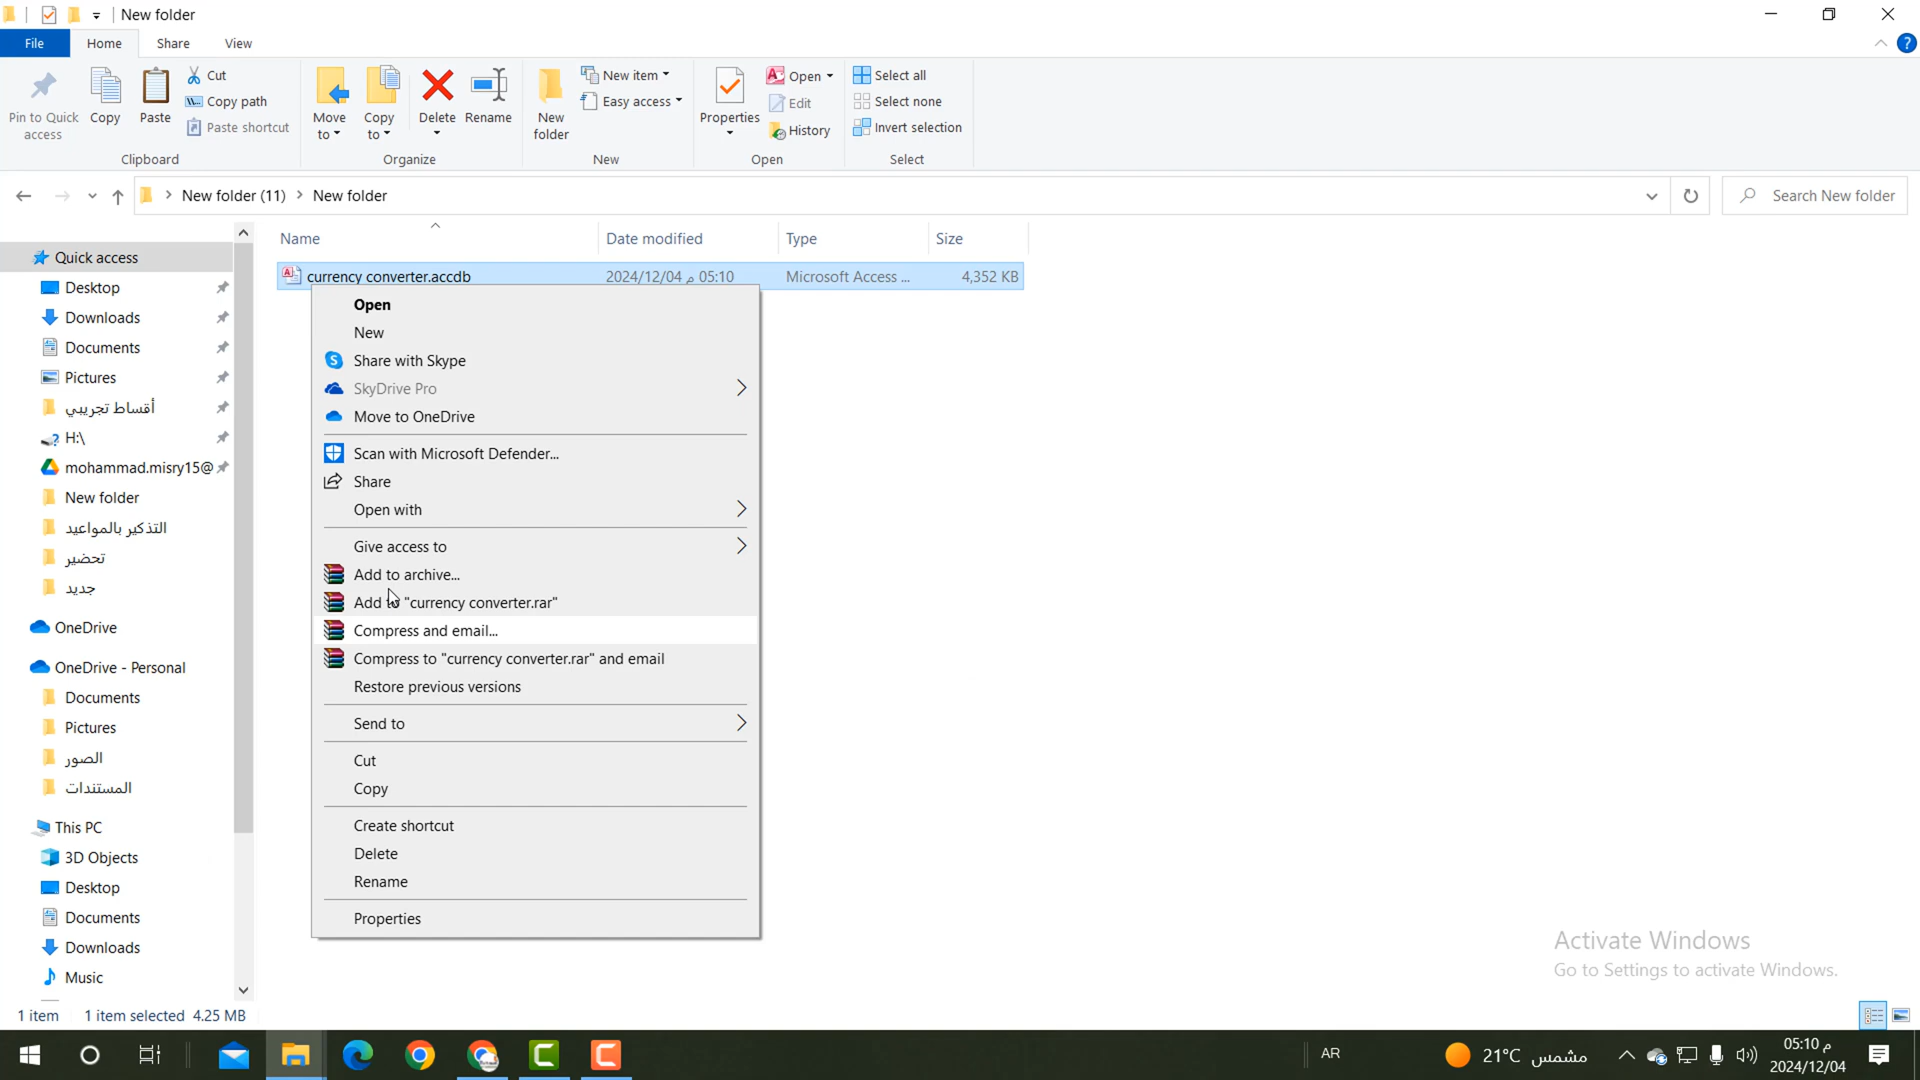 New folder
File
Home
Share
View
Pin to Quick access
Copy
Paste
Cut
Copy path
Paste shortcut
Clipboard
Move to
Copy to
Delete
Rename
Organize
New folder
New item
Easy access
New
Properties
Open
Edit
History
Open
Select all
Select none
Invert selection
Select
New folder (11) > New folder
Search New folder
Name
Date modified
Type
Size
currency converter.accdb
2024/12/04 م 05:10
Microsoft Access ...
4,352 KB
Quick access
Desktop
Downloads
Documents
Pictures
أقساط تجريبي
H:\
mohammad.misry15@
New folder
التذكير بالمواعيد
تحضير
جديد
OneDrive
OneDrive - Personal
Documents
Pictures
الصور
المستندات
This PC
3D Objects
Desktop
Documents
Downloads
Music
Open
New
Share with Skype
SkyDrive Pro
Move to OneDrive
Scan with Microsoft Defender...
Share
Open with
Give access to
Add to archive...
Add to "currency converter.rar"
Compress and email...
Compress to "currency converter.rar" and email
Restore previous versions
Send to
Cut
Copy
Create shortcut
Delete
Rename
Properties
Activate Windows
Go to Settings to activate Windows.
1 item
1 item selected 4.25 MB
AR
21°C مشمس
05:10 م
2024/12/04